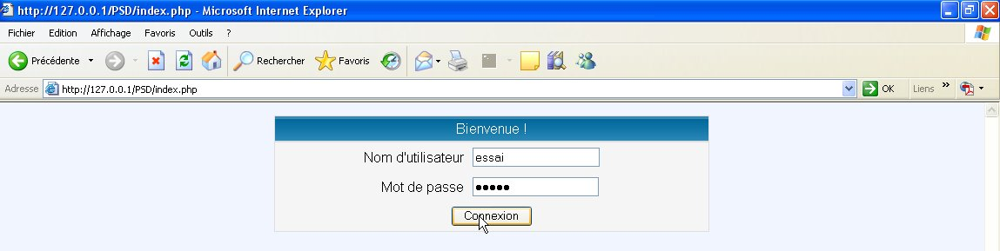 http://127.0.0.1/PSD/index.php - Microsoft Internet Explorer
Fichier Edition Affichage Favoris Outils ?
Précédente Rechercher Favoris
Adresse http://127.0.0.1/PSD/index.php OK Liens »
Bienvenue !
Nom d'utilisateur essai
Mot de passe •••••
Connexion